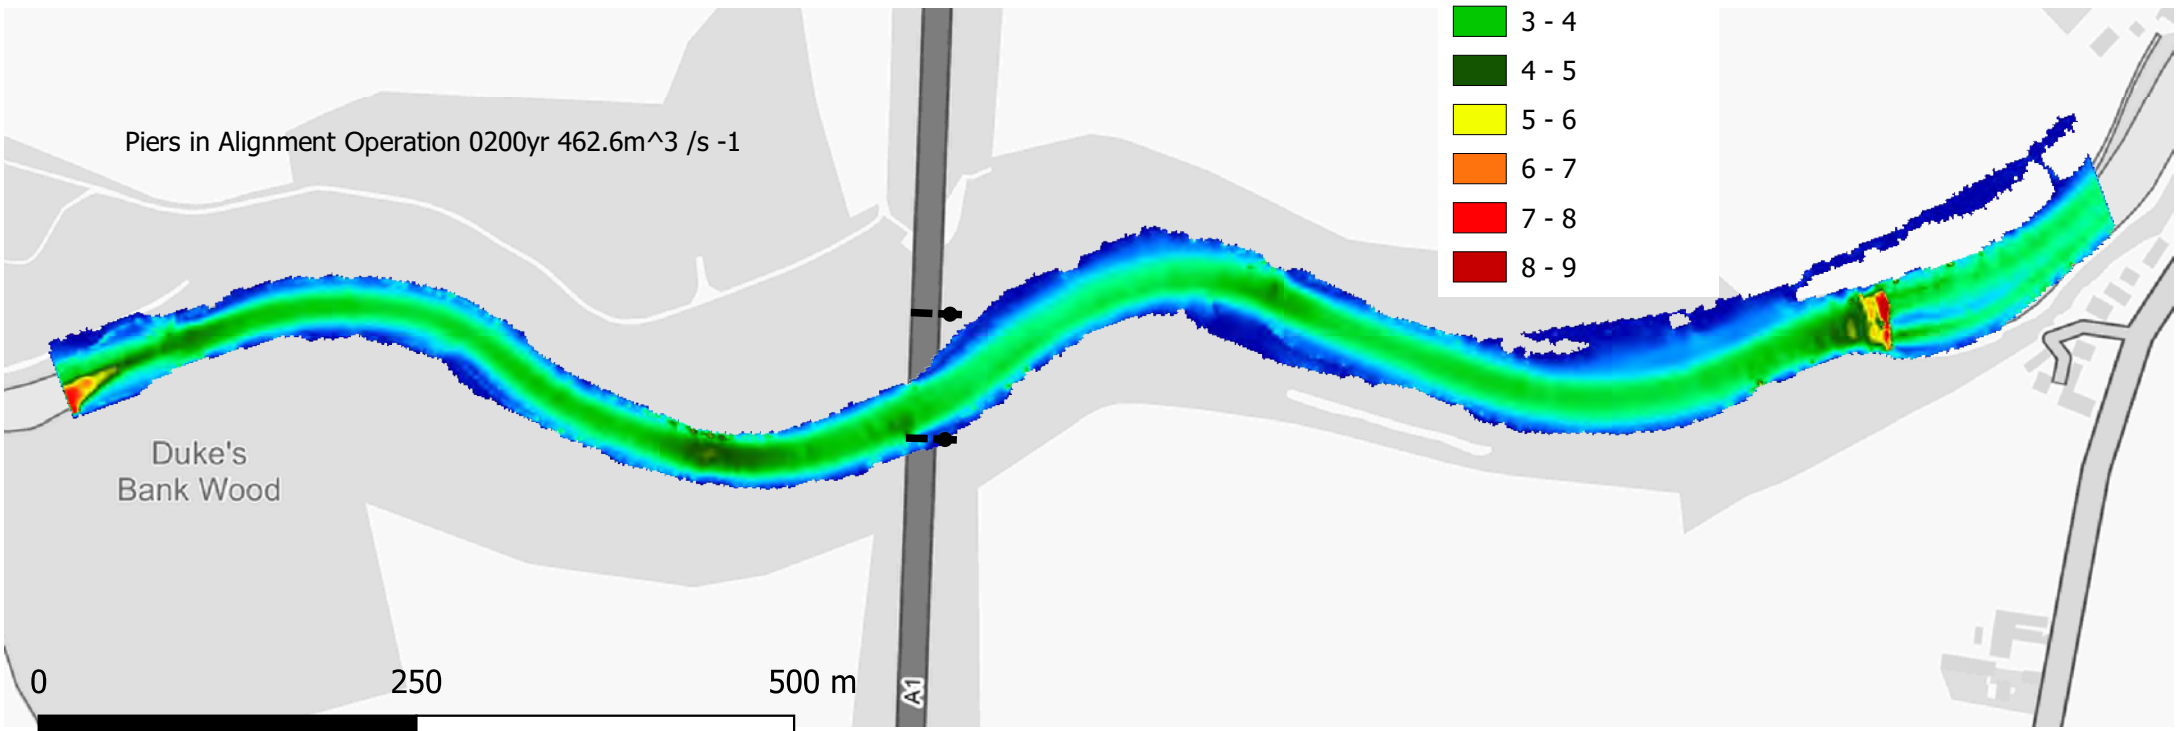 3 - 4
4 - 5
5 - 6
6 - 7
7 - 8
8 - 9
Piers in Alignment Operation 0200yr 462.6m^3 /s -1
Duke's
Bank Wood
0 250 500 m
A1